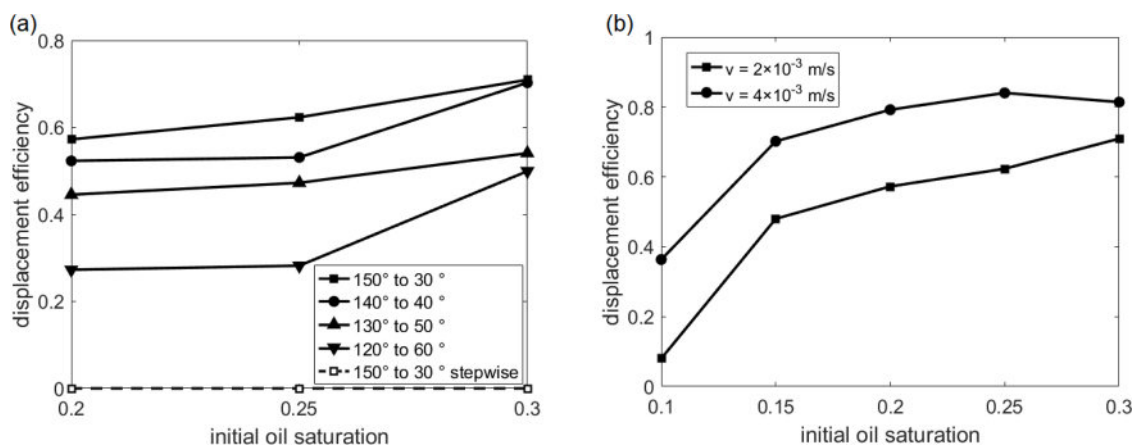 (a)
0.8
0.6
0.4
0.2
0
displacement efficiency
150° to 30 °
140° to 40 °
130° to 50 °
120° to 60 °
150° to 30 ° stepwise
0.2 0.25 0.3
initial oil saturation
(b)
1
0.8
0.6
0.4
0.2
0
displacement efficiency
v = 2×10⁻³ m/s
v = 4×10⁻³ m/s
0.1 0.15 0.2 0.25 0.3
initial oil saturation